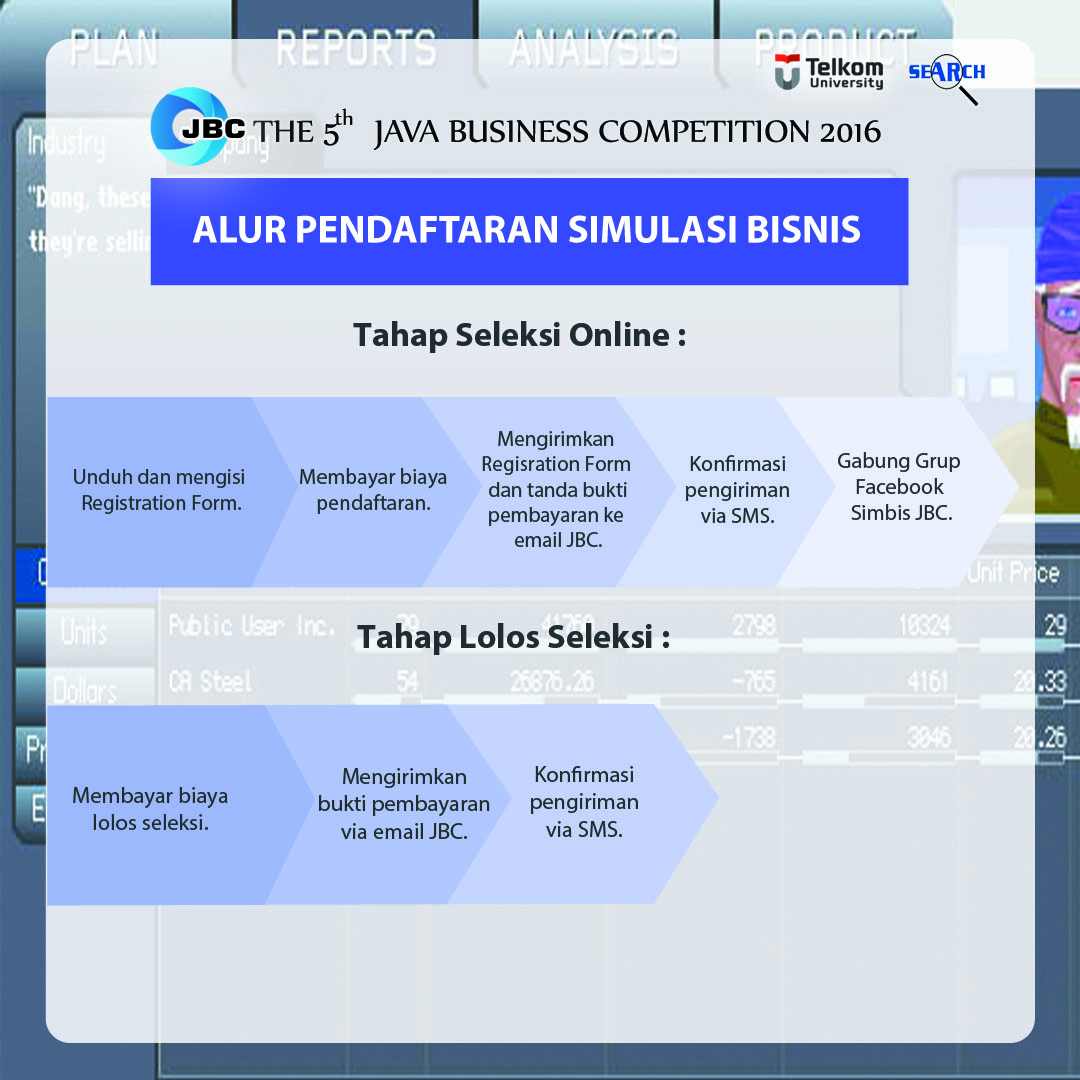 PLAN
REPORTS
ANALYSIS
PRODUCT
Telkom
University
SEARCH
JBC THE 5th JAVA BUSINESS COMPETITION 2016
Industry
"Dang, these
they're sellin
ALUR PENDAFTARAN SIMULASI BISNIS
Tahap Seleksi Online :
Unduh dan mengisi
Registration Form.
Membayar biaya
pendaftaran.
Mengirimkan
Regisration Form
dan tanda bukti
pembayaran ke
email JBC.
Konfirmasi
pengiriman
via SMS.
Gabung Grup
Facebook
Simbis JBC.
Unit Price
Units
Public User Inc. 2798 10324 29
Tahap Lolos Seleksi :
Dollars
CA Steel 54 26876.26 -765 4161 20.33
-1738 3046 20.26
Membayar biaya
lolos seleksi.
Mengirimkan
bukti pembayaran
via email JBC.
Konfirmasi
pengiriman
via SMS.